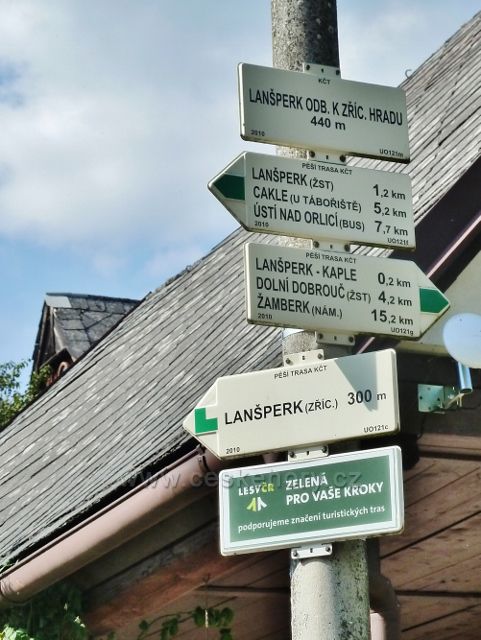 KČT
LANŠPERK ODB. K ZŘÍC. HRADU
440 m
2010 UO121m
PĚŠÍ TRASA KČT
LANŠPERK (ŽST) 1,2 km
CAKLE (U TÁBOŘIŠTĚ) 5,2 km
ÚSTÍ NAD ORLICÍ (BUS) 7,7 km
2010 UO121f
PĚŠÍ TRASA KČT
LANŠPERK - KAPLE 0,2 km
DOLNÍ DOBROUČ (ŽST) 4,2 km
ŽAMBERK (NÁM.) 15,2 km
2010 UO121g
PĚŠÍ TRASA KČT
LANŠPERK (ZŘÍC.) 300 m
2010 UO121c
www.ceskehory.cz
LESY ČR ZELENÁ
PRO VAŠE KROKY
podporujeme značení turistických tras